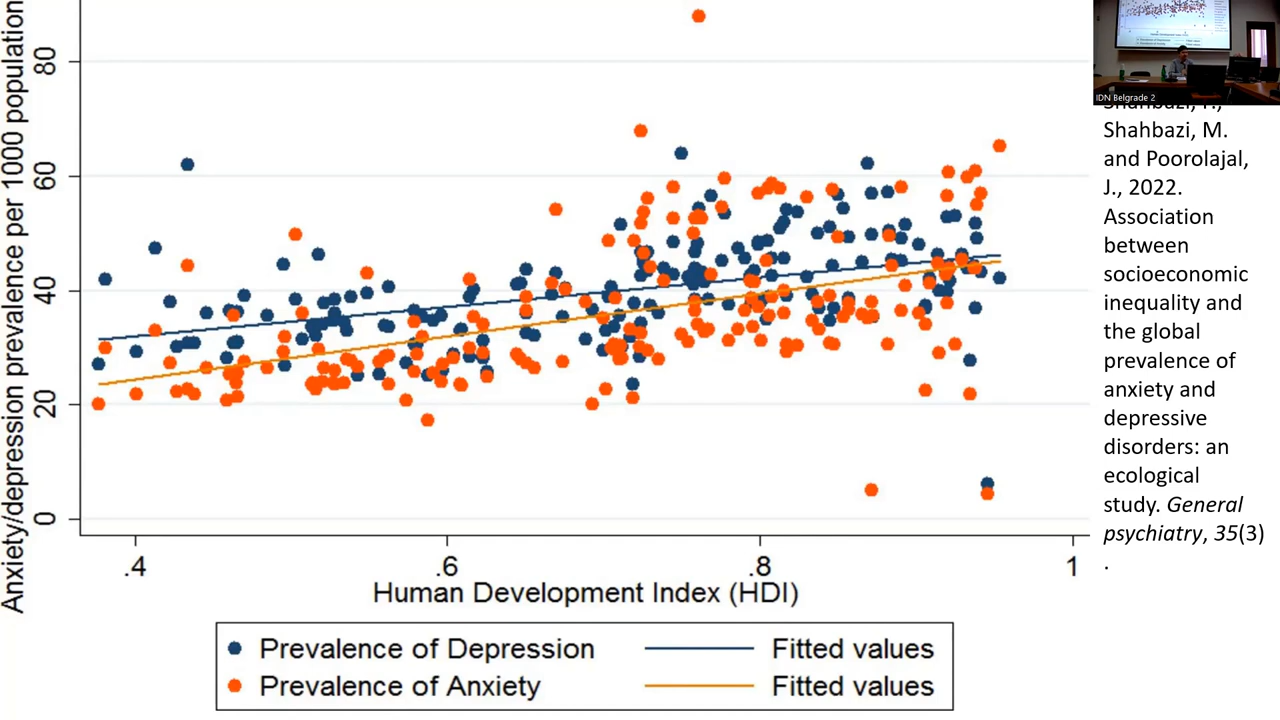 Anxiety/depression prevalence per 1000 population
80
60
40
20
0
.4
.6
.8
1
Human Development Index (HDI)
Prevalence of Depression
Fitted values
Prevalence of Anxiety
Fitted values
IDN Belgrade 2
Shahbazi, M.
and Poorolajal,
J., 2022.
Association
between
socioeconomic
inequality and
the global
prevalence of
anxiety and
depressive
disorders: an
ecological
study. General
psychiatry, 35(3)
.